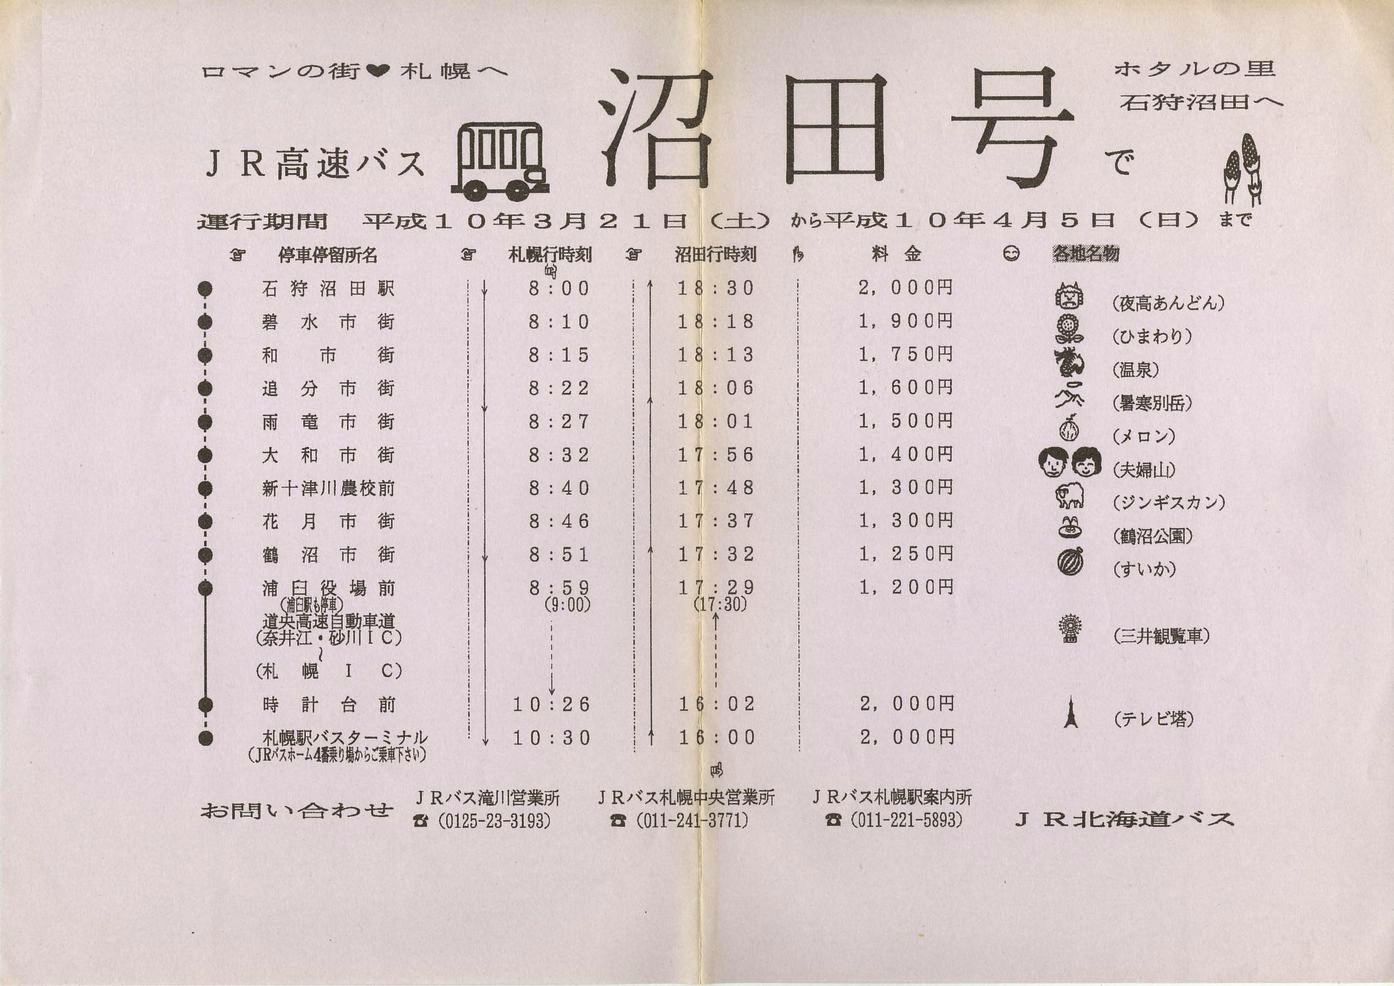 ロマンの街♥札幌へ
沼田号
ホタルの里
石狩沼田へ
JR高速バス
で
運行期間 平成10年3月21日(土)から平成10年4月5日(日)まで
停車停留所名 札幌行時刻 沼田行時刻 料金 各地名物
石狩沼田駅 8:00 18:30 2,000円 (夜高あんどん)
碧水市街 8:10 18:18 1,900円 (ひまわり)
和市街 8:15 18:13 1,750円 (温泉)
追分市街 8:22 18:06 1,600円 (暑寒別岳)
雨竜市街 8:27 18:01 1,500円 (メロン)
大和市街 8:32 17:56 1,400円 (夫婦山)
新十津川農校前 8:40 17:48 1,300円 (ジンギスカン)
花月市街 8:46 17:37 1,300円 (鶴沼公園)
鶴沼市街 8:51 17:32 1,250円 (すいか)
浦臼役場前 8:59 17:29 1,200円
(浦臼駅も停車) (9:00) (17:30)
道央高速自動車道
(奈井江・砂川IC) (三井観覧車)
〜
(札幌IC)
時計台前 10:26 16:02 2,000円 (テレビ塔)
札幌駅バスターミナル 10:30 16:00 2,000円
(JRバスホーム4番乗り場からご乗車下さい)
お問い合わせ
JRバス滝川営業所 JRバス札幌中央営業所 JRバス札幌駅案内所
☎(0125-23-3193) ☎(011-241-3771) ☎(011-221-5893)
JR北海道バス